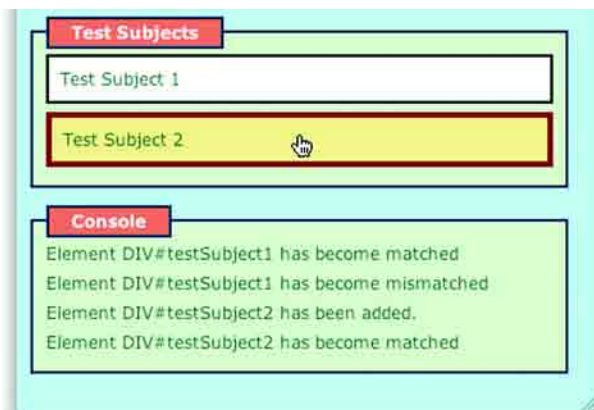 Test Subjects
Test Subject 1
Test Subject 2
Console
Element DIV#testSubject1 has become matched
Element DIV#testSubject1 has become mismatched
Element DIV#testSubject2 has been added.
Element DIV#testSubject2 has become matched